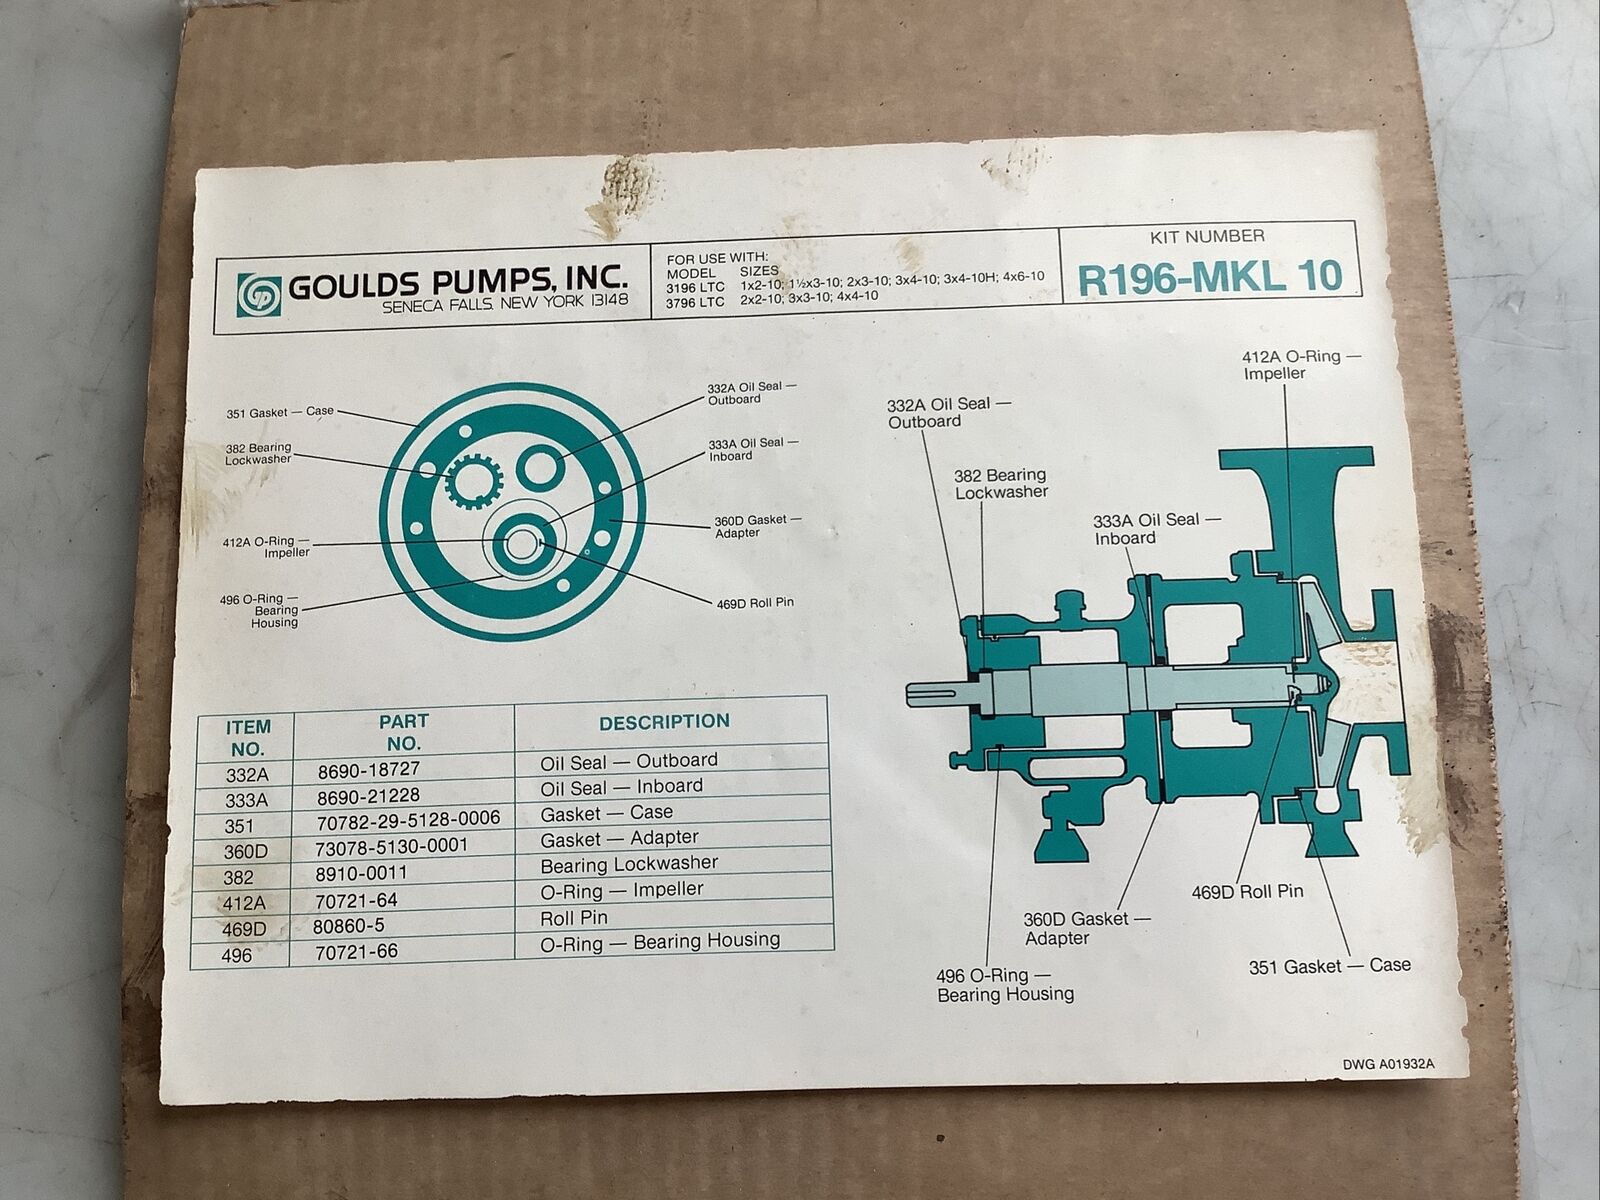 GOULDS PUMPS, INC.
SENECA FALLS, NEW YORK 13148
FOR USE WITH:
MODEL SIZES
3196 LTC 1x2-10; 1½x3-10; 2x3-10; 3x4-10; 3x4-10H; 4x6-10
3796 LTC 2x2-10; 3x3-10; 4x4-10
KIT NUMBER
R196-MKL 10
351 Gasket — Case
382 Bearing
Lockwasher
412A O-Ring —
Impeller
496 O-Ring —
Bearing
Housing
332A Oil Seal —
Outboard
333A Oil Seal —
Inboard
360D Gasket —
Adapter
469D Roll Pin
412A O-Ring —
Impeller
332A Oil Seal —
Outboard
382 Bearing
Lockwasher
333A Oil Seal —
Inboard
469D Roll Pin
360D Gasket —
Adapter
351 Gasket — Case
496 O-Ring —
Bearing Housing
ITEM NO. PART NO. DESCRIPTION
332A 8690-18727 Oil Seal — Outboard
333A 8690-21228 Oil Seal — Inboard
351 70782-29-5128-0006 Gasket — Case
360D 73078-5130-0001 Gasket — Adapter
382 8910-0011 Bearing Lockwasher
412A 70721-64 O-Ring — Impeller
469D 80860-5 Roll Pin
496 70721-66 O-Ring — Bearing Housing
DWG A01932A